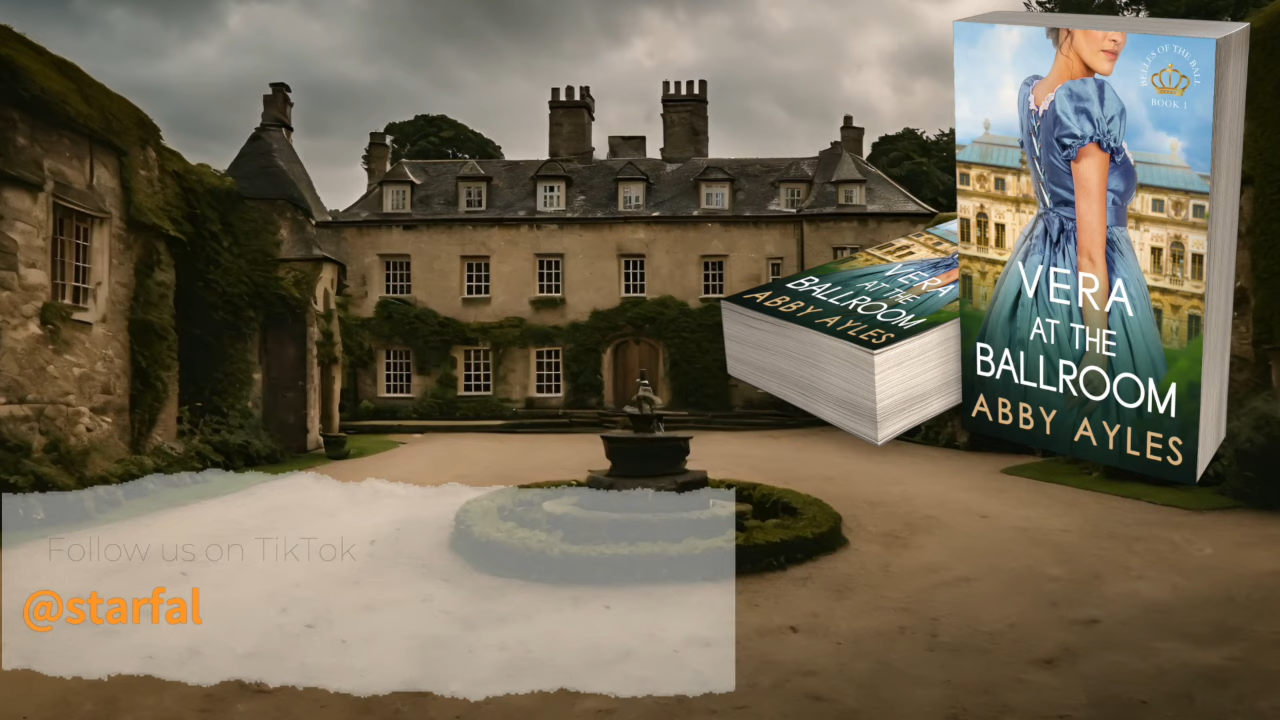 Follow us on TikTok
@starfal
BELLES OF THE BALL
BOOK 1
VERA
AT THE
BALLROOM
ABBY AYLES
VERA
AT THE
BALLROOM
ABBY AYLES